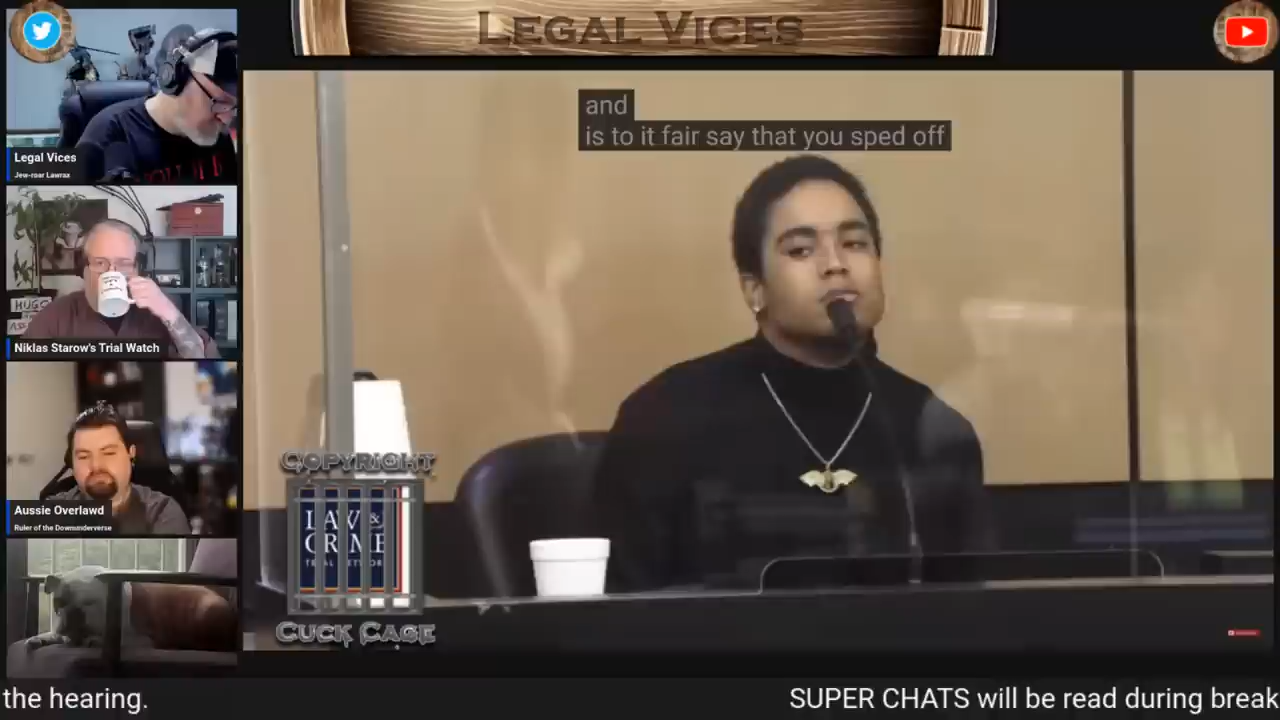 LEGAL VICES
and
is to it fair say that you sped off
Legal Vices
Jew-roar Lawrax
HUGO
Niklas Starow's Trial Watch
Aussie Overlawd
Ruler of the Downunderverse
COPYRIGHT
LAW &
CRIME
CUCK CAGE
the hearing.
SUPER CHATS will be read during break